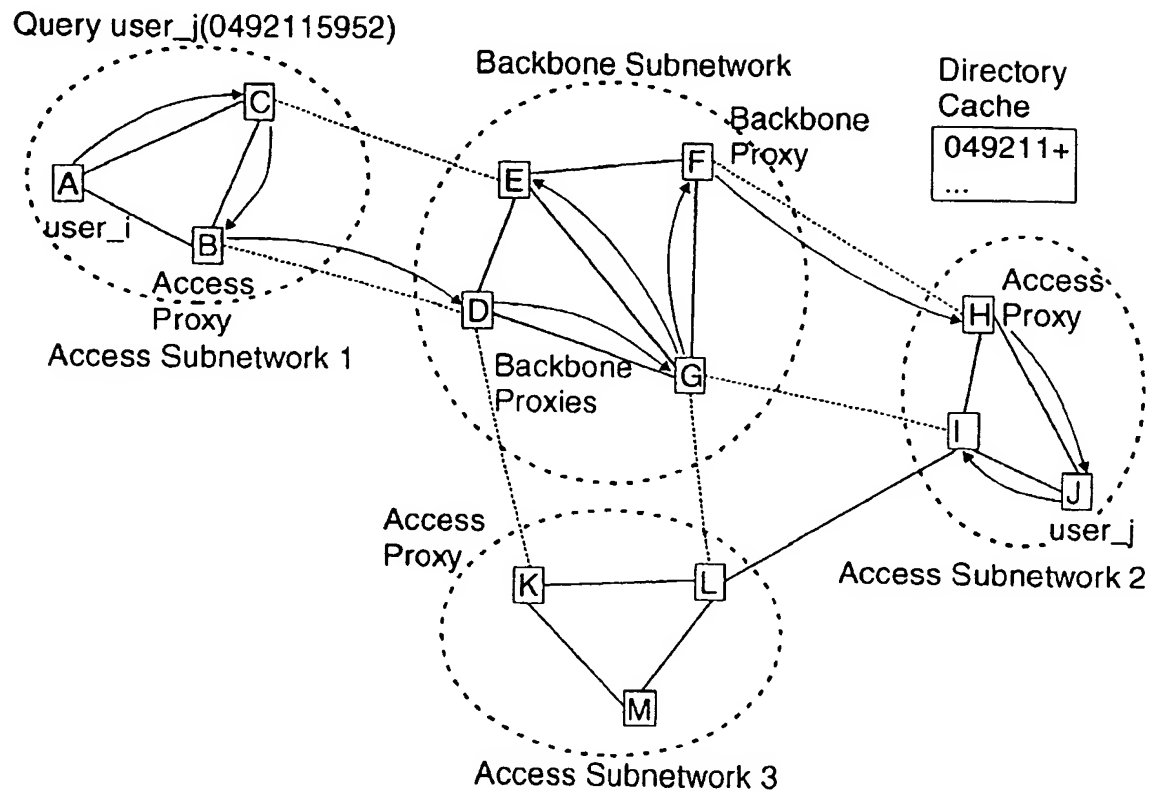 Query user_j(0492115952)
Backbone Subnetwork
Directory
Cache
049211+
...
Backbone
Proxy
C
A
user_i
B
Access
Proxy
Access Subnetwork 1
E
F
D
G
Backbone
Proxies
H
Access
Proxy
I
J
user_j
Access Subnetwork 2
Access
Proxy
K
L
M
Access Subnetwork 3